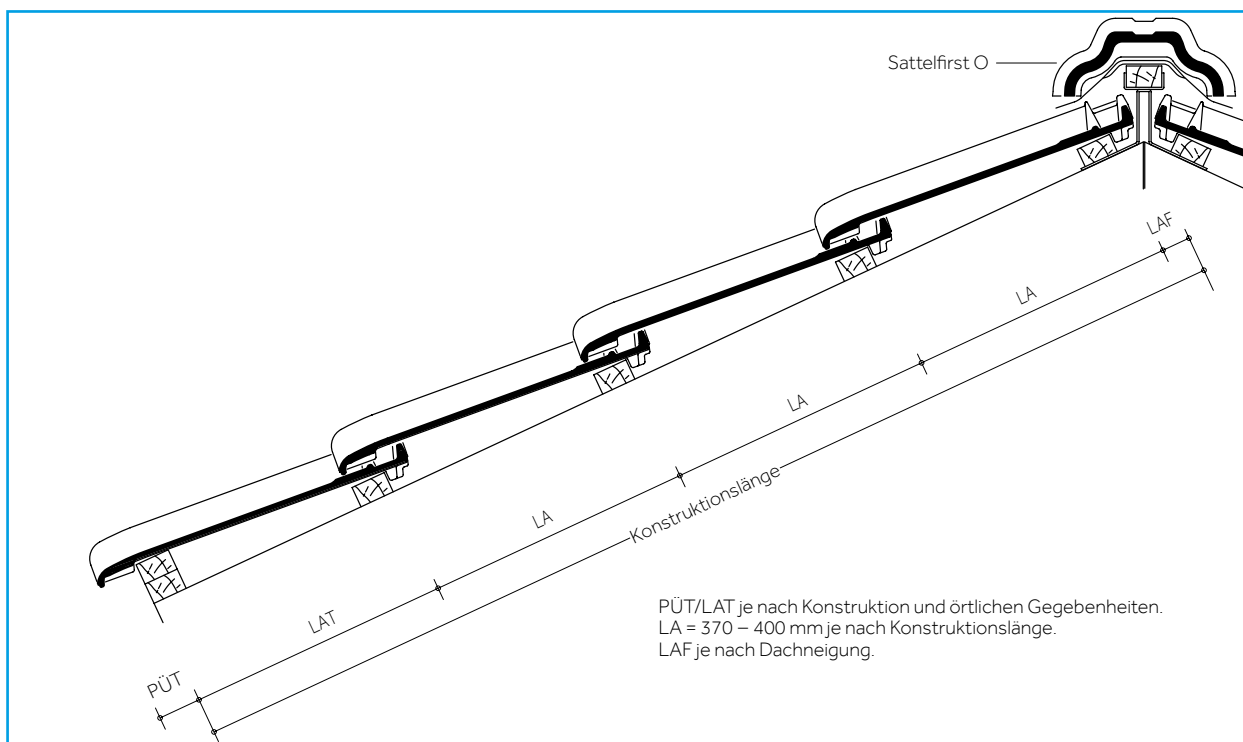 Sattelfirst O
LAF
LA
LA
LA
Konstruktionslänge
LAT
PÜT
PÜT/LAT je nach Konstruktion und örtlichen Gegebenheiten.
LA = 370 – 400 mm je nach Konstruktionslänge.
LAF je nach Dachneigung.